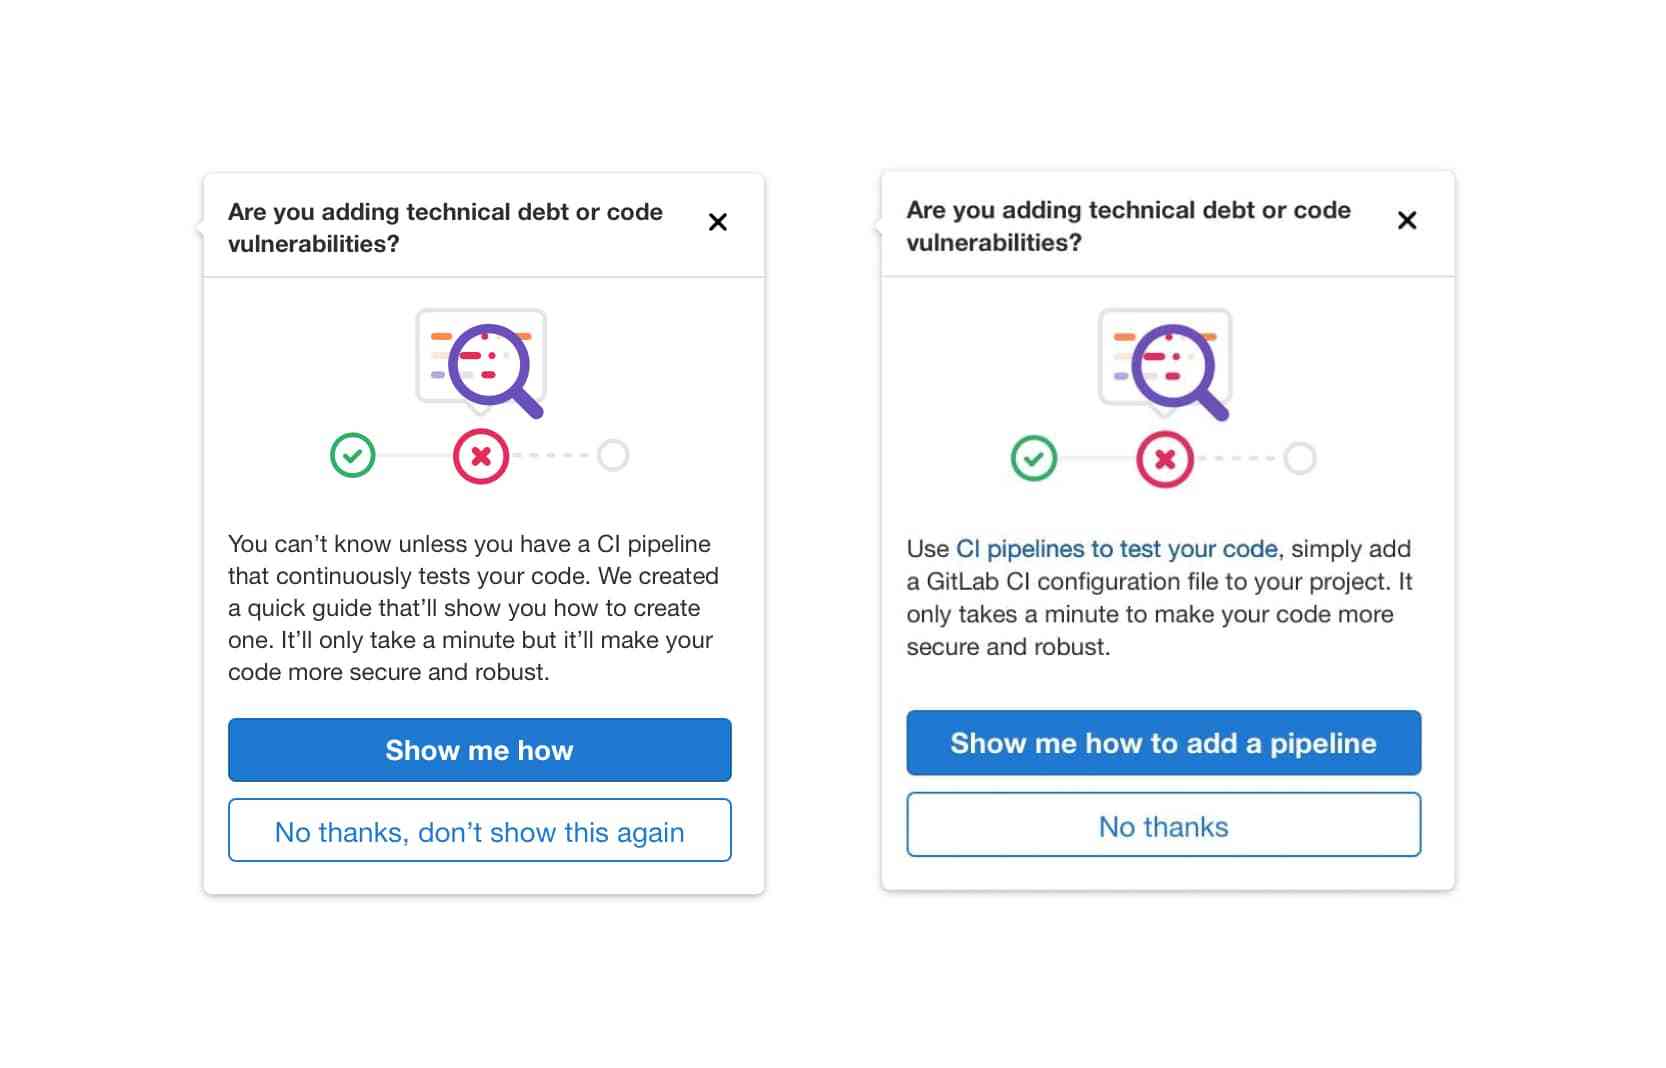 Are you adding technical debt or code
vulnerabilities?
You can’t know unless you have a CI pipeline
that continuously tests your code. We created
a quick guide that’ll show you how to create
one. It’ll only take a minute but it’ll make your
code more secure and robust.
Show me how
No thanks, don’t show this again
Are you adding technical debt or code
vulnerabilities?
Use CI pipelines to test your code, simply add
a GitLab CI configuration file to your project. It
only takes a minute to make your code more
secure and robust.
Show me how to add a pipeline
No thanks